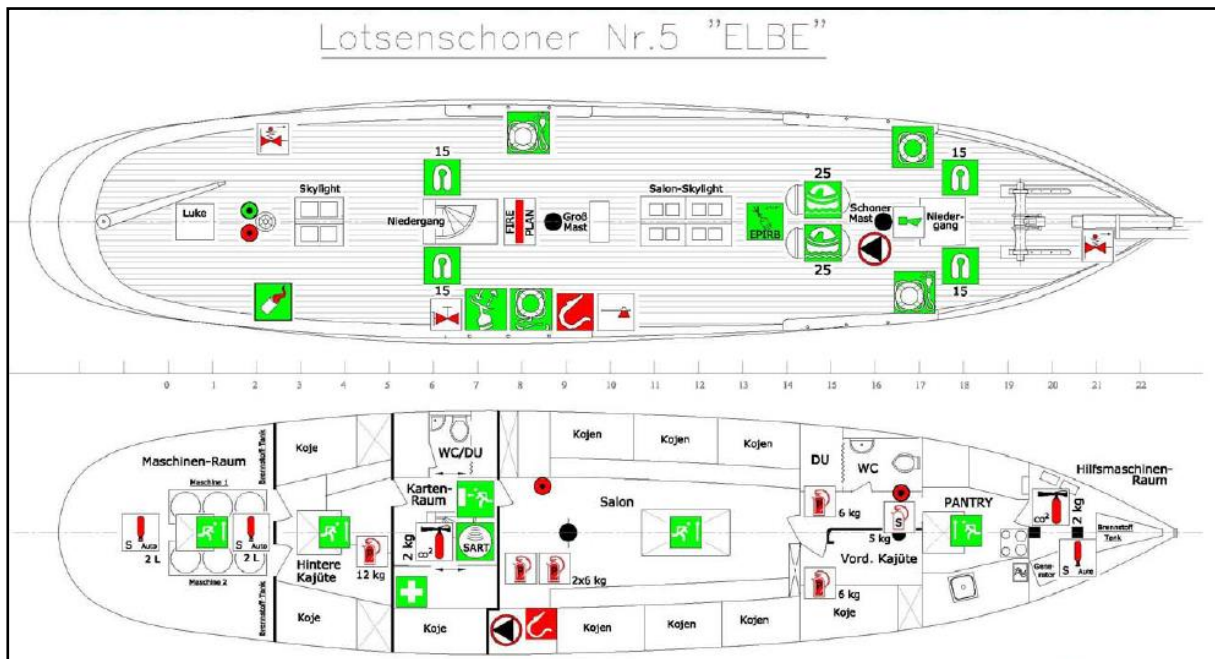 Lotsenschoner Nr.5 "ELBE"
15
15
Skylight
25
Salon-Skylight
Schoner
Mast
Luke
Niedergang
FIRE
PLAN
Groß
Mast
EPIRB
Nieder-
gang
15
25
15
0 1 2 3 4 5 6 7 8 9 10 11 12 13 14 15 16 17 18 19 20 21 22
Brennstoff Tank
Koje
WC/DU
Kojen
Kojen
Kojen
DU
WC
Hilfsmaschinen-
Raum
Maschinen-Raum
Maschine 1
Karten-
Raum
Salon
PANTRY
6 kg
S
5 kg
CO²
2 kg
S Auto
2 L
S Auto
2 L
Maschine 2
Hintere
Kajüte
12 kg
2 kg
CO²
SART
2x6 kg
Vord. Kajüte
6 kg
Brennstoff
Tank
Generator
S Auto
Brennstoff Tank
Koje
Koje
Kojen
Kojen
Kojen
Koje